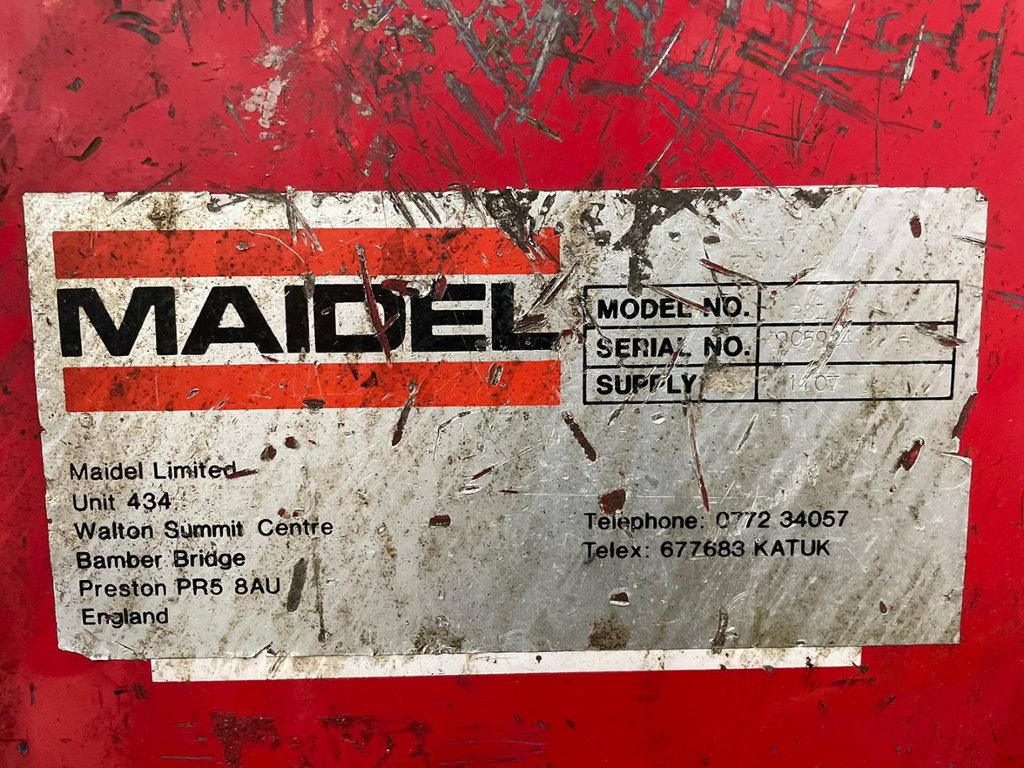 MAIDEL
MODEL NO.
SERIAL NO.
SUPPLY
Maidel Limited
Unit 434
Walton Summit Centre
Bamber Bridge
Preston PR5 8AU
England
Telephone: 0772 34057
Telex: 677683 KATUK